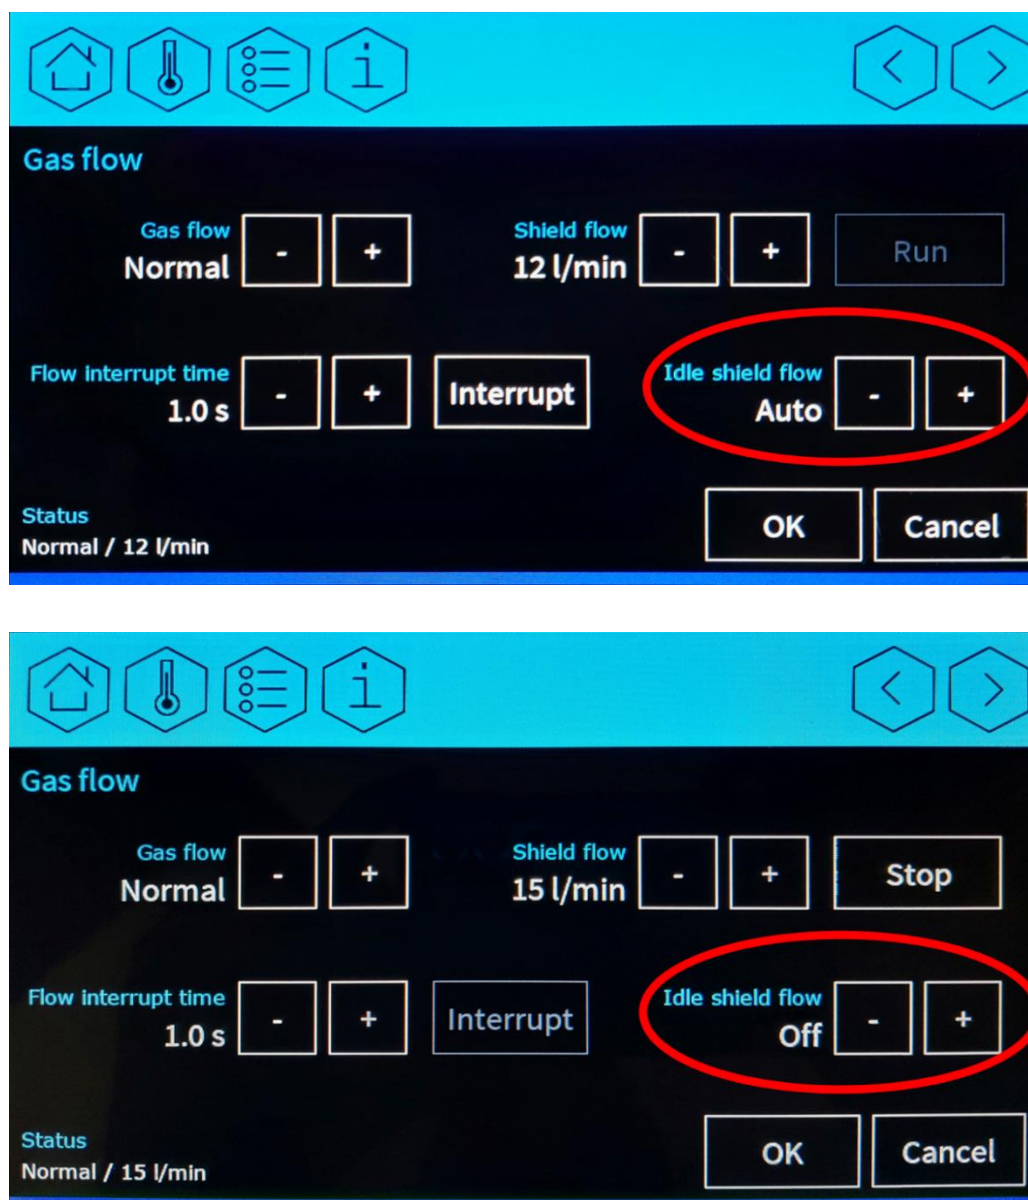 Gas flow
Gas flow
Normal
-
+
Shield flow
12 l/min
-
+
Run
Flow interrupt time
1.0 s
-
+
Interrupt
Idle shield flow
Auto
-
+
Status
Normal / 12 l/min
OK
Cancel
Gas flow
Gas flow
Normal
-
+
Shield flow
15 l/min
-
+
Stop
Flow interrupt time
1.0 s
-
+
Interrupt
Idle shield flow
Off
-
+
Status
Normal / 15 l/min
OK
Cancel